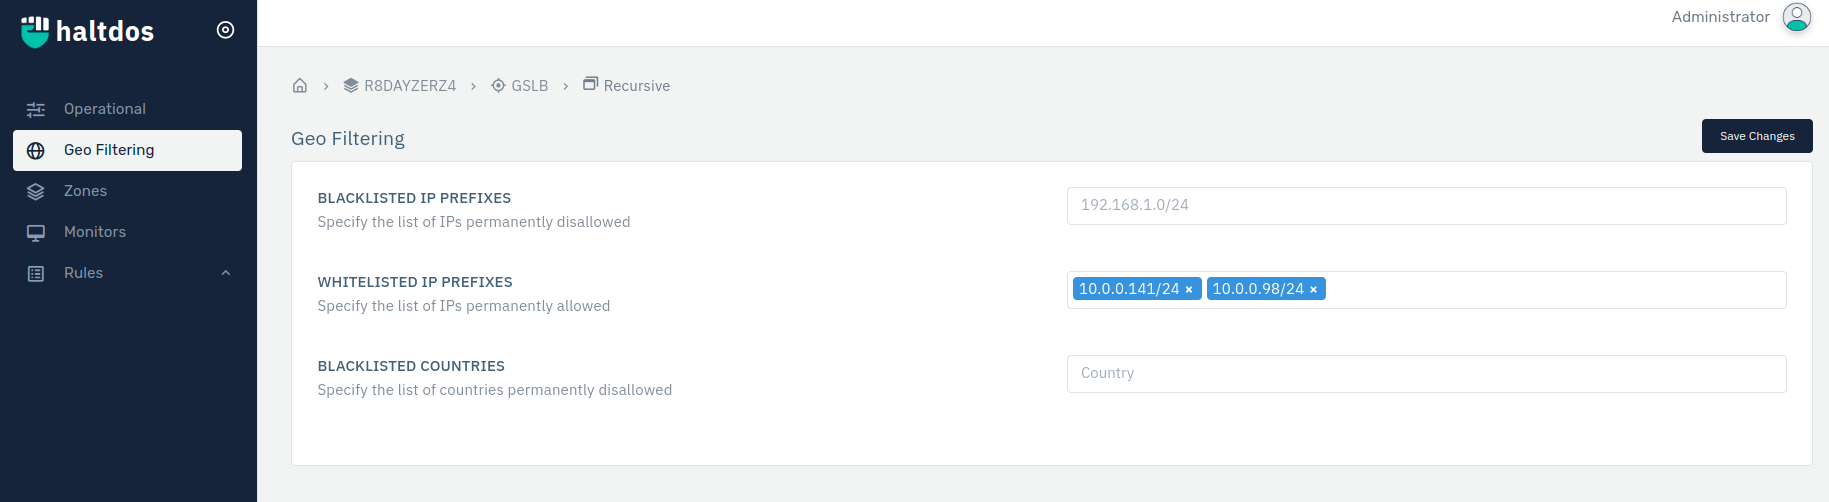 haltdos
Administrator
Operational
Geo Filtering
Zones
Monitors
Rules
R8DAYZERZ4 GSLB Recursive
Geo Filtering
Save Changes
BLACKLISTED IP PREFIXES
Specify the list of IPs permanently disallowed
192.168.1.0/24
WHITELISTED IP PREFIXES
Specify the list of IPs permanently allowed
10.0.0.141/24 × 10.0.0.98/24 ×
BLACKLISTED COUNTRIES
Specify the list of countries permanently disallowed
Country